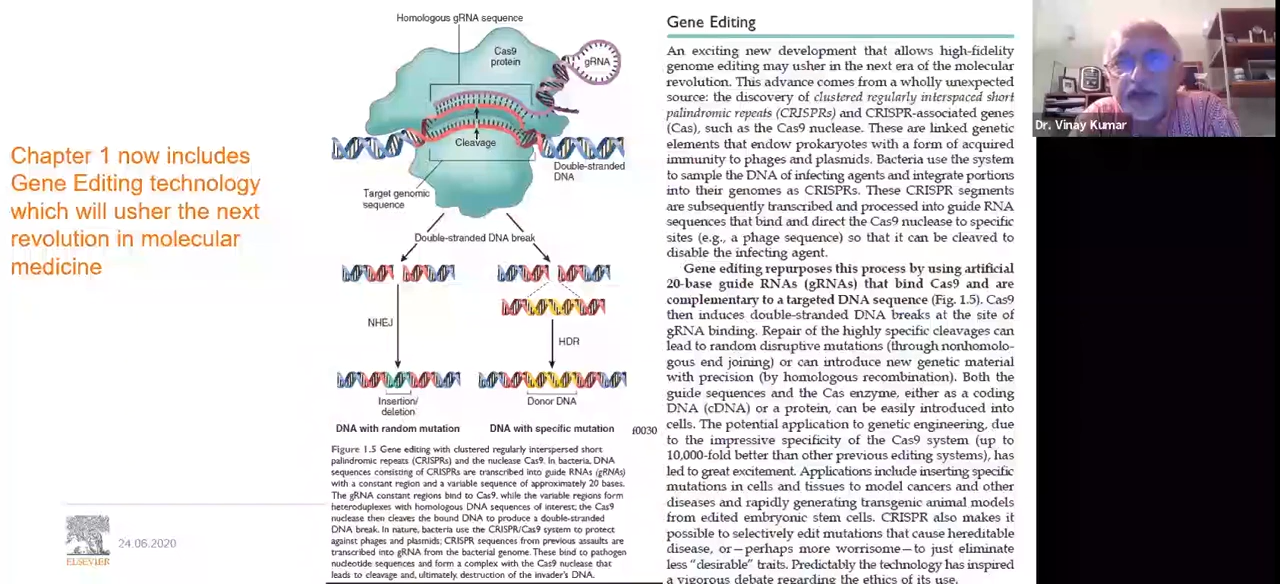 Chapter 1 now includes
Gene Editing technology
which will usher the next
revolution in molecular
medicine
ELSEVIER
24.06.2020
Homologous gRNA sequence
Cas9
protein
gRNA
Cleavage
Double-stranded
DNA
Target genomic
sequence
Double-stranded DNA break
NHEJ
HDR
Insertion/
deletion
Donor DNA
DNA with random mutation
DNA with specific mutation
f0030
Figure 1.5 Gene editing with clustered regularly interspersed short
palindromic repeats (CRISPRs) and the nuclease Cas9. In bacteria, DNA
sequences consisting of CRISPRs are transcribed into guide RNAs (gRNAs)
with a constant region and a variable sequence of approximately 20 bases.
The gRNA constant regions bind to Cas9, while the variable regions form
heteroduplexes with homologous DNA sequences of interest; the Cas9
nuclease then cleaves the bound DNA to produce a double-stranded
DNA break. In nature, bacteria use the CRISPR/Cas9 system to protect
against phages and plasmids; CRISPR sequences from previous assaults are
transcribed into gRNA from the bacterial genome. These bind to pathogen
nucleotide sequences and form a complex with the Cas9 nuclease that
leads to cleavage and, ultimately, destruction of the invader's DNA.
Gene Editing
An exciting new development that allows high-fidelity
genome editing may usher in the next era of the molecular
revolution. This advance comes from a wholly unexpected
source: the discovery of clustered regularly interspaced short
palindromic repeats (CRISPRs) and CRISPR-associated genes
(Cas), such as the Cas9 nuclease. These are linked genetic
elements that endow prokaryotes with a form of acquired
immunity to phages and plasmids. Bacteria use the system
to sample the DNA of infecting agents and integrate portions
into their genomes as CRISPRs. These CRISPR segments
are subsequently transcribed and processed into guide RNA
sequences that bind and direct the Cas9 nuclease to specific
sites (e.g., a phage sequence) so that it can be cleaved to
disable the infecting agent.
Gene editing repurposes this process by using artificial
20-base guide RNAs (gRNAs) that bind Cas9 and are
complementary to a targeted DNA sequence (Fig. 1.5). Cas9
then induces double-stranded DNA breaks at the site of
gRNA binding. Repair of the highly specific cleavages can
lead to random disruptive mutations (through nonhomolo-
gous end joining) or can introduce new genetic material
with precision (by homologous recombination). Both the
guide sequences and the Cas enzyme, either as a coding
DNA (cDNA) or a protein, can be easily introduced into
cells. The potential application to genetic engineering, due
to the impressive specificity of the Cas9 system (up to
10,000-fold better than other previous editing systems), has
led to great excitement. Applications include inserting specific
mutations in cells and tissues to model cancers and other
diseases and rapidly generating transgenic animal models
from edited embryonic stem cells. CRISPR also makes it
possible to selectively edit mutations that cause hereditable
disease, or—perhaps more worrisome—to just eliminate
less "desirable" traits. Predictably the technology has inspired
a vigorous debate regarding the ethics of its use.
Dr. Vinay Kumar